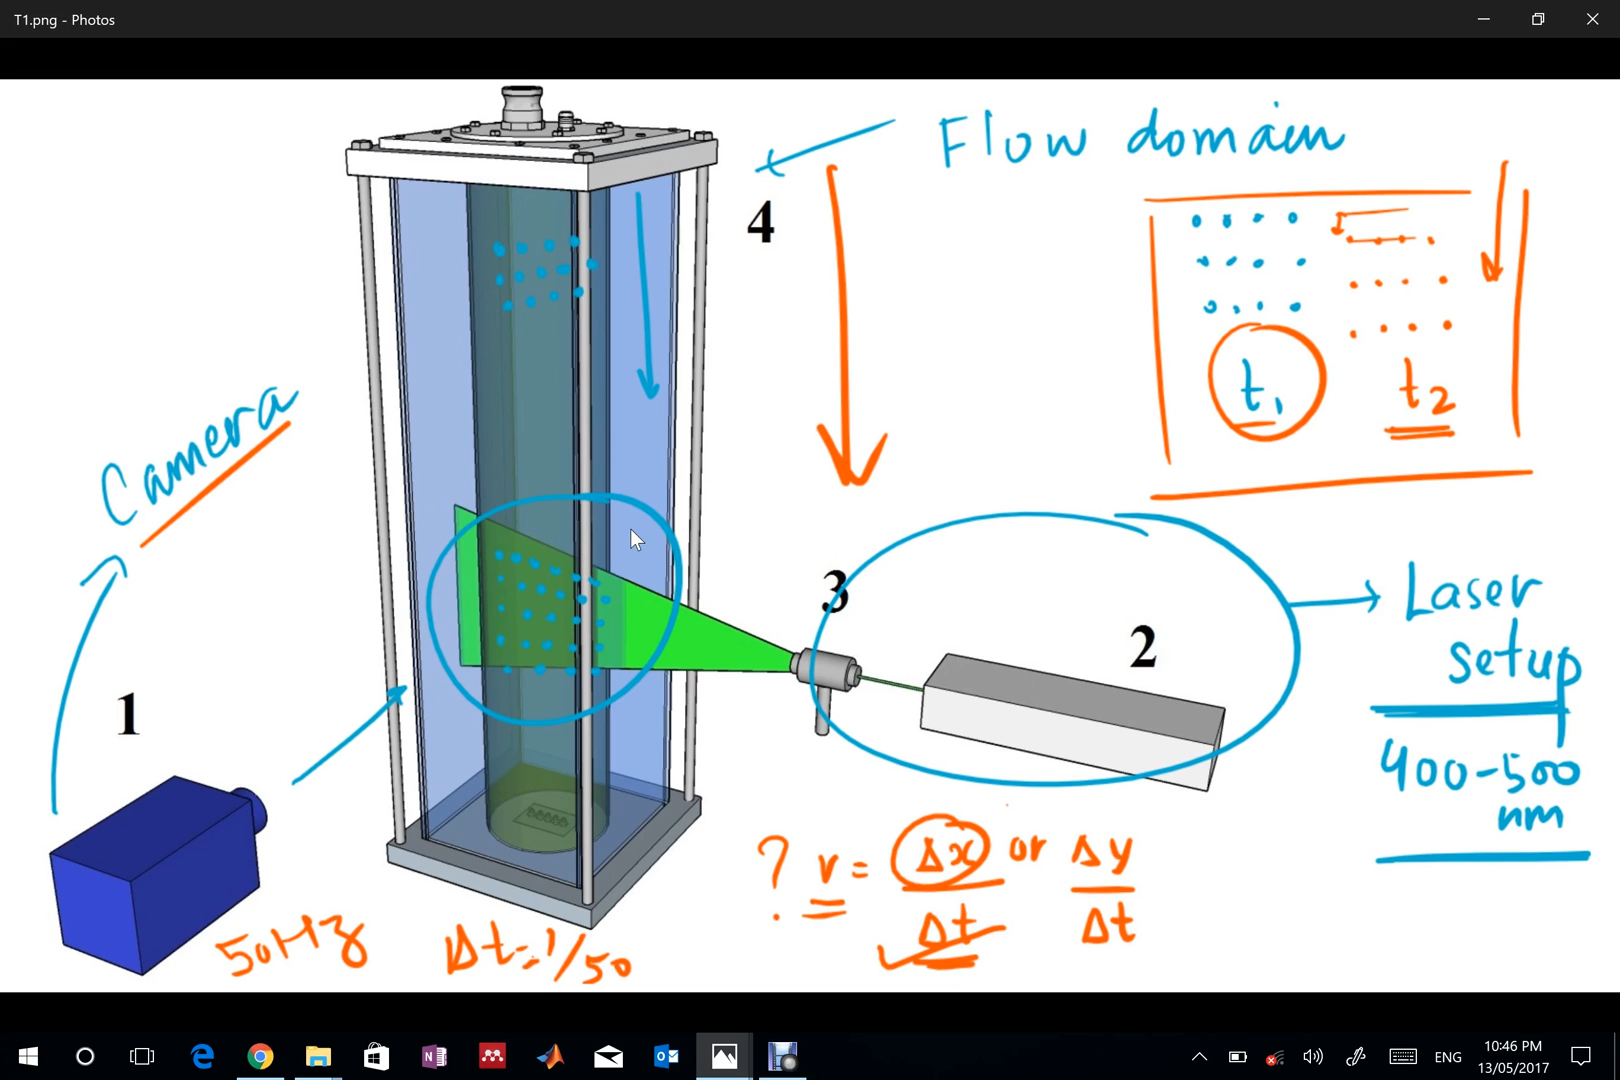 T1.png - Photos
Flow domain
4
t₁ t₂
Camera
3
2
Laser
setup
400-500
nm
1
50Hz
Δt=1/50
? v = Δx/Δt or Δy/Δt
ENG
10:46 PM
13/05/2017